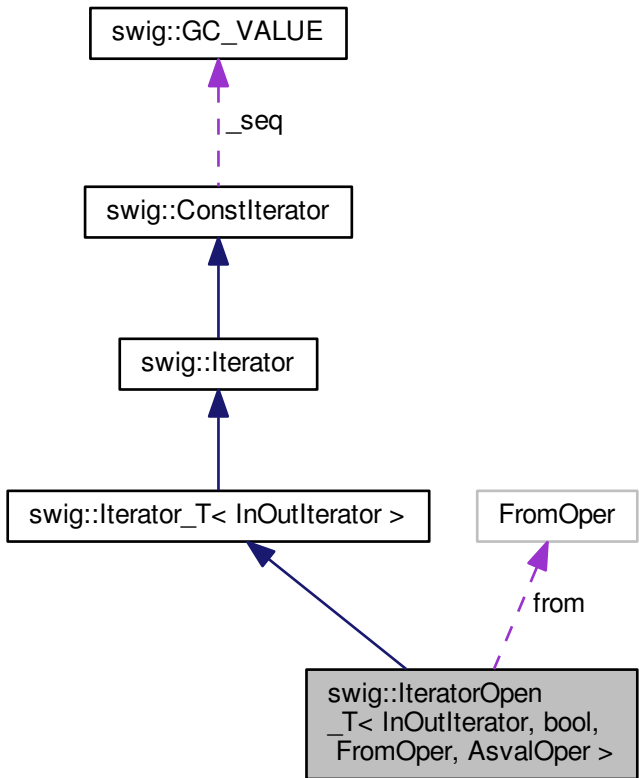 swig::GC_VALUE
_seq
swig::ConstIterator
swig::Iterator
swig::Iterator_T< InOutIterator >
FromOper
from
swig::IteratorOpen
_T< InOutIterator, bool,
FromOper, AsvalOper >